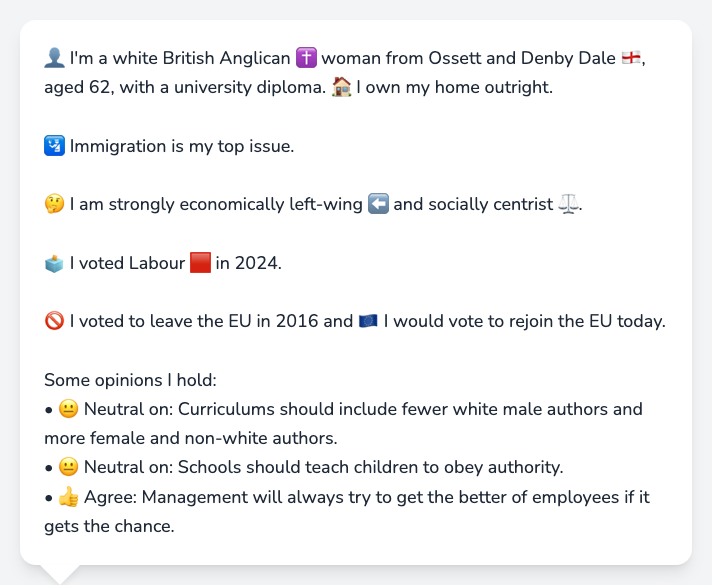 👤 I'm a white British Anglican ✝️ woman from Ossett and Denby Dale 🏴󠁧󠁢󠁥󠁮󠁧󠁿,
aged 62, with a university diploma. 🏠 I own my home outright.
🛂 Immigration is my top issue.
🤔 I am strongly economically left-wing ⬅️ and socially centrist ⚖️.
🗳️ I voted Labour 🟥 in 2024.
🚫 I voted to leave the EU in 2016 and 🇪🇺 I would vote to rejoin the EU today.
Some opinions I hold:
• 😐 Neutral on: Curriculums should include fewer white male authors and
more female and non-white authors.
• 😐 Neutral on: Schools should teach children to obey authority.
• 👍 Agree: Management will always try to get the better of employees if it
gets the chance.